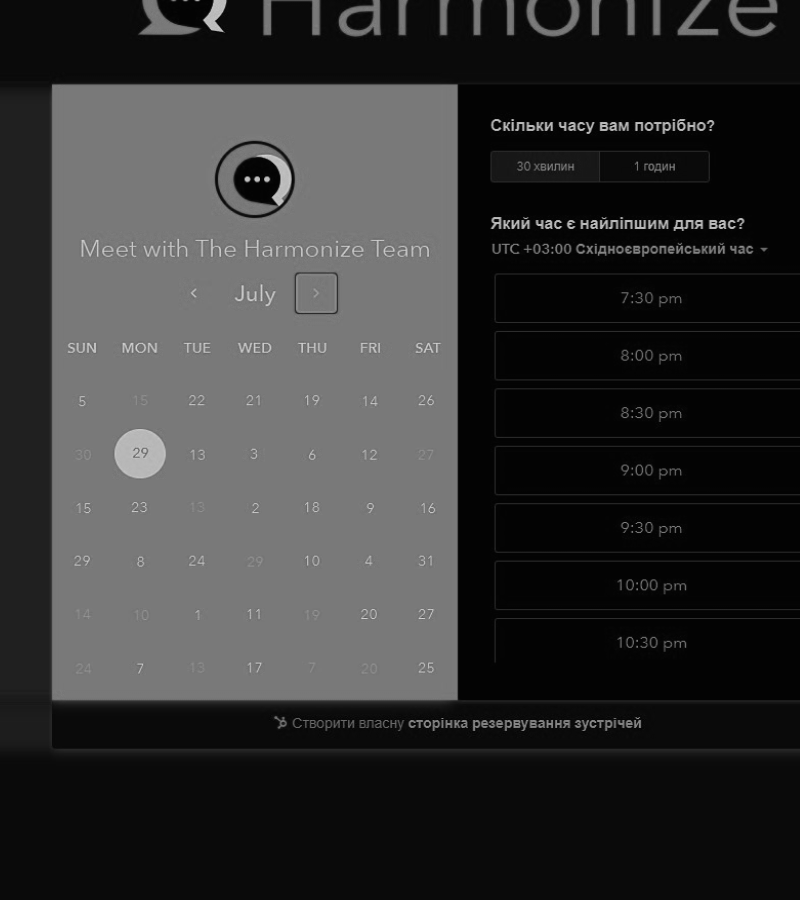 Harmonize
Meet with The Harmonize Team
July
SUN MON TUE WED THU FRI SAT
5 15 22 21 19 14 26
30 29 13 3 6 12 27
15 23 13 2 18 9 16
29 8 24 29 10 4 31
14 10 1 11 19 20 27
24 7 13 17 7 20 25
Скільки часу вам потрібно?
30 хвилин 1 годин
Який час є найліпшим для вас?
UTC +03:00 Східноєвропейський час
7:30 pm
8:00 pm
8:30 pm
9:00 pm
9:30 pm
10:00 pm
10:30 pm
Створити власну сторінка резервування зустрічей